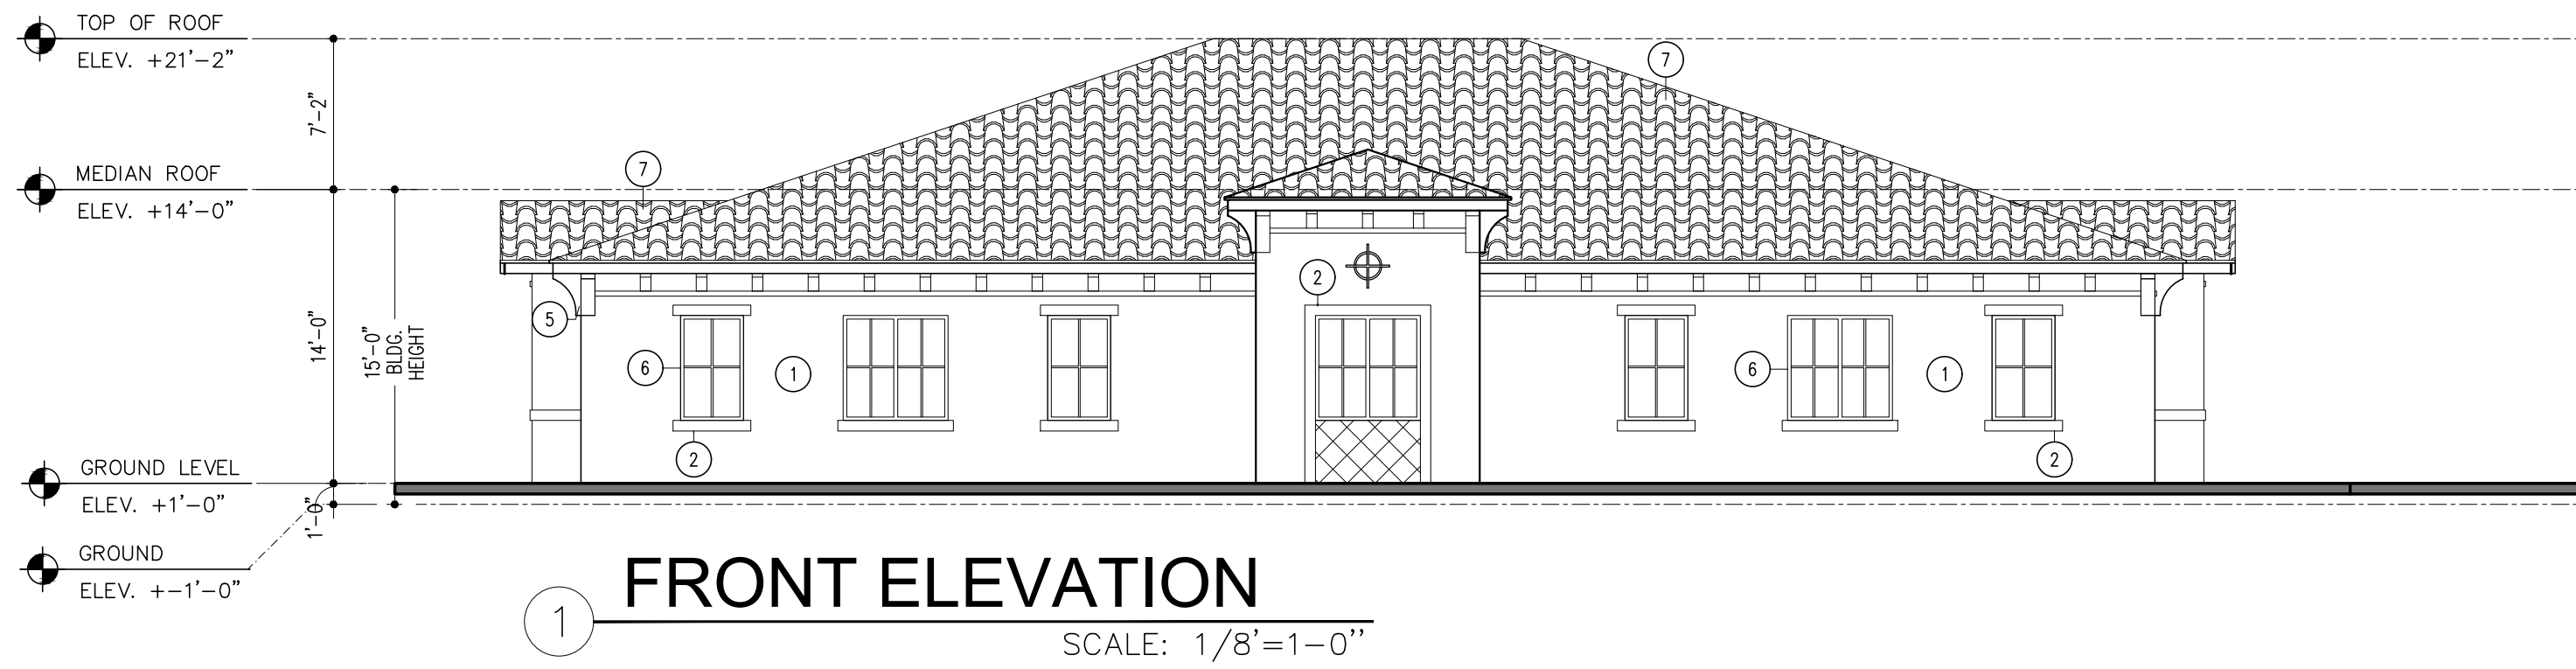 TOP OF ROOF
ELEV. +21'-2"
7'-2"
7
7
MEDIAN ROOF
ELEV. +14'-0"
14'-0"
15'-0"
BLDG.
HEIGHT
2
5
6
1
6
1
2
2
GROUND LEVEL
ELEV. +1'-0"
1'-0"
GROUND
ELEV. +-1'-0"
1
FRONT ELEVATION
SCALE: 1/8'=1-0''